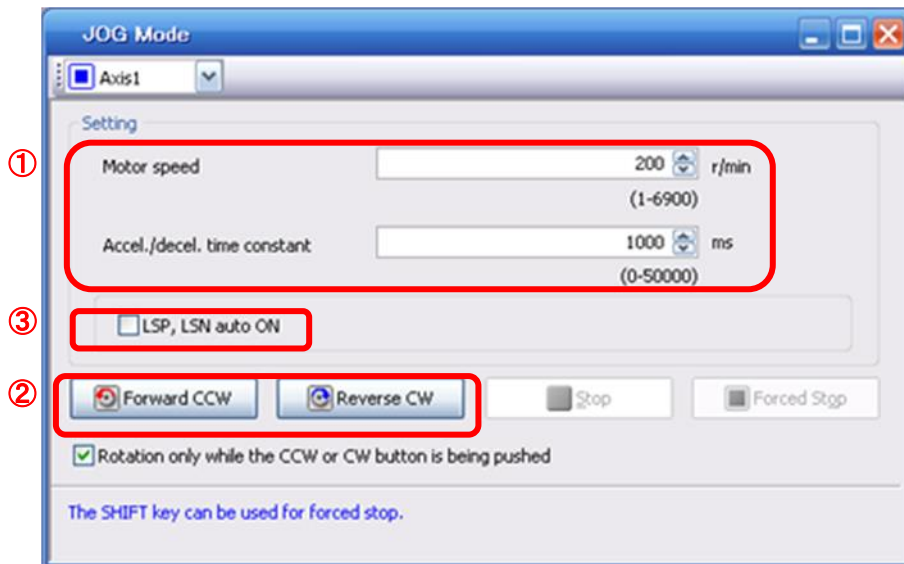 JOG Mode
Axis1
Setting
① Motor speed 200 r/min
(1-6900)
Accel./decel. time constant 1000 ms
(0-50000)
③ LSP, LSN auto ON
② Forward CCW Reverse CW Stop Forced Stop
Rotation only while the CCW or CW button is being pushed
The SHIFT key can be used for forced stop.